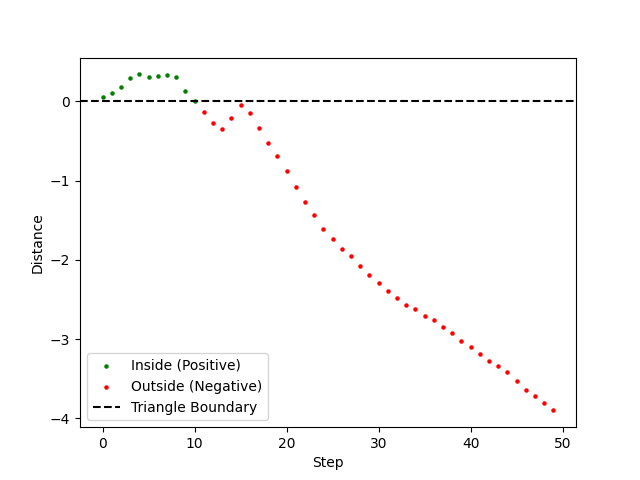 0
−1
−2
−3
−4
Distance
Inside (Positive)
Outside (Negative)
Triangle Boundary
0 10 20 30 40 50
Step